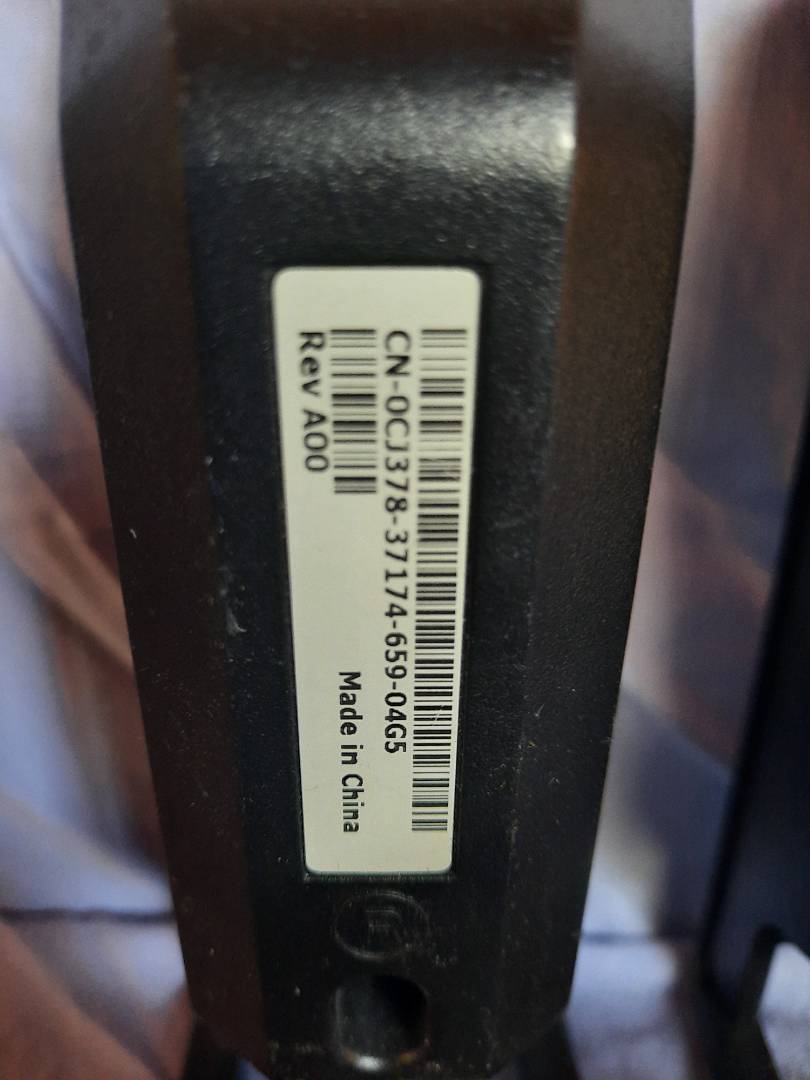 CN-0CJ378-37174-659-04G5
Rev A00
Made in China